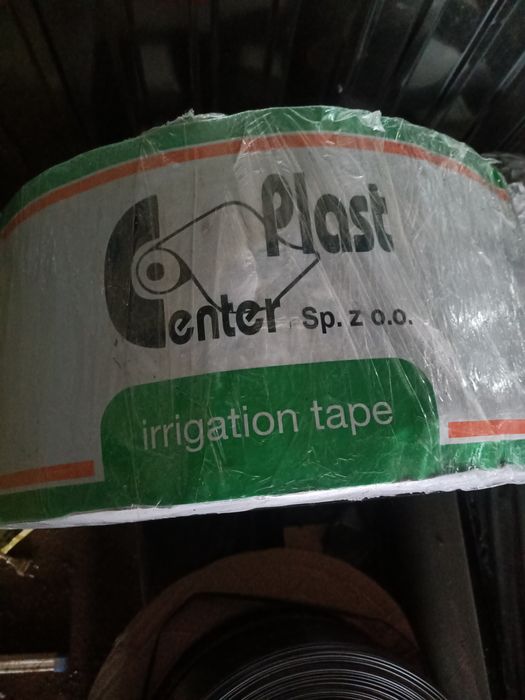 Plast
Center Sp. z o.o.
irrigation tape